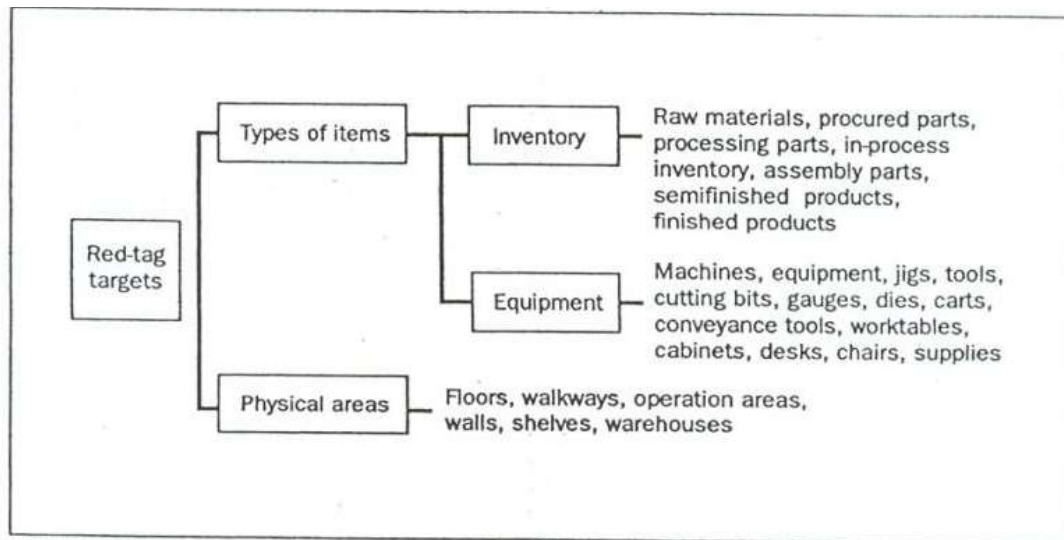 Types of items
Inventory
Raw materials, procured parts,
processing parts, in-process
inventory, assembly parts,
semifinished products,
finished products
Red-tag
targets
Equipment
Machines, equipment, jigs, tools,
cutting bits, gauges, dies, carts,
conveyance tools, worktables,
cabinets, desks, chairs, supplies
Physical areas
Floors, walkways, operation areas,
walls, shelves, warehouses